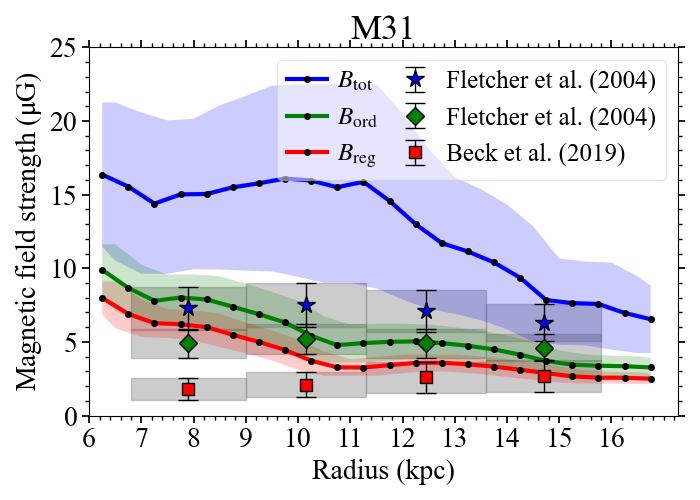 M31
Magnetic field strength (μG)
25
20
15
10
5
0
B_tot
B_ord
B_reg
Fletcher et al. (2004)
Fletcher et al. (2004)
Beck et al. (2019)
6 7 8 9 10 11 12 13 14 15 16
Radius (kpc)